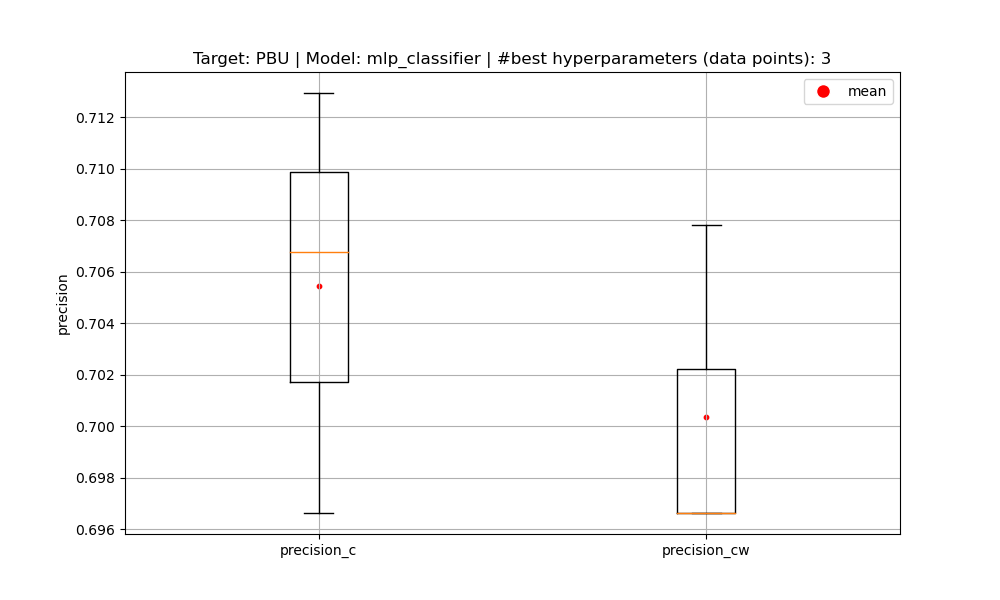 Target: PBU | Model: mlp_classifier | #best hyperparameters (data points): 3
mean
0.712
0.710
0.708
0.706
0.704
0.702
0.700
0.698
0.696
precision
precision_c
precision_cw